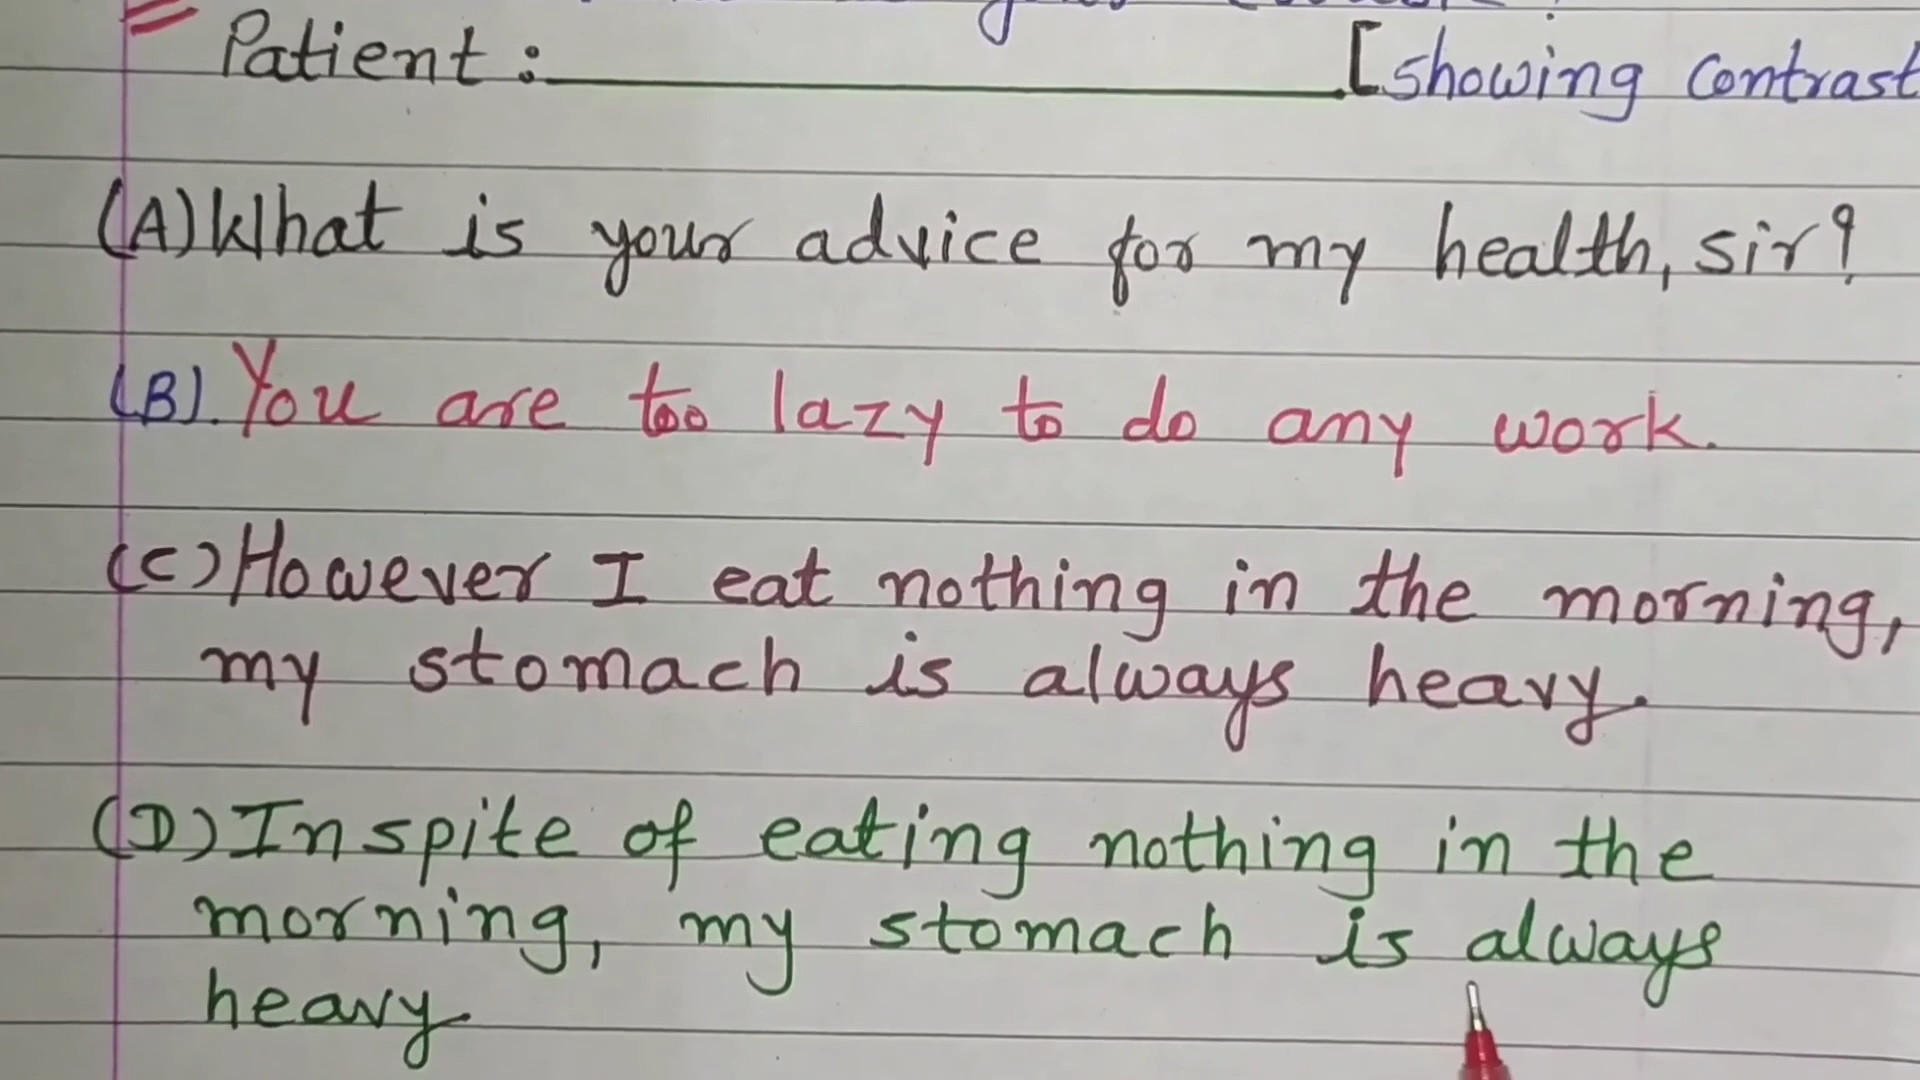 Patient : [showing contrast
(A) What is your advice for my health, sir?
(B). You are too lazy to do any work.
(C) However I eat nothing in the morning,
my stomach is always heavy.
(D) Inspite of eating nothing in the
morning, my stomach is always
heavy.